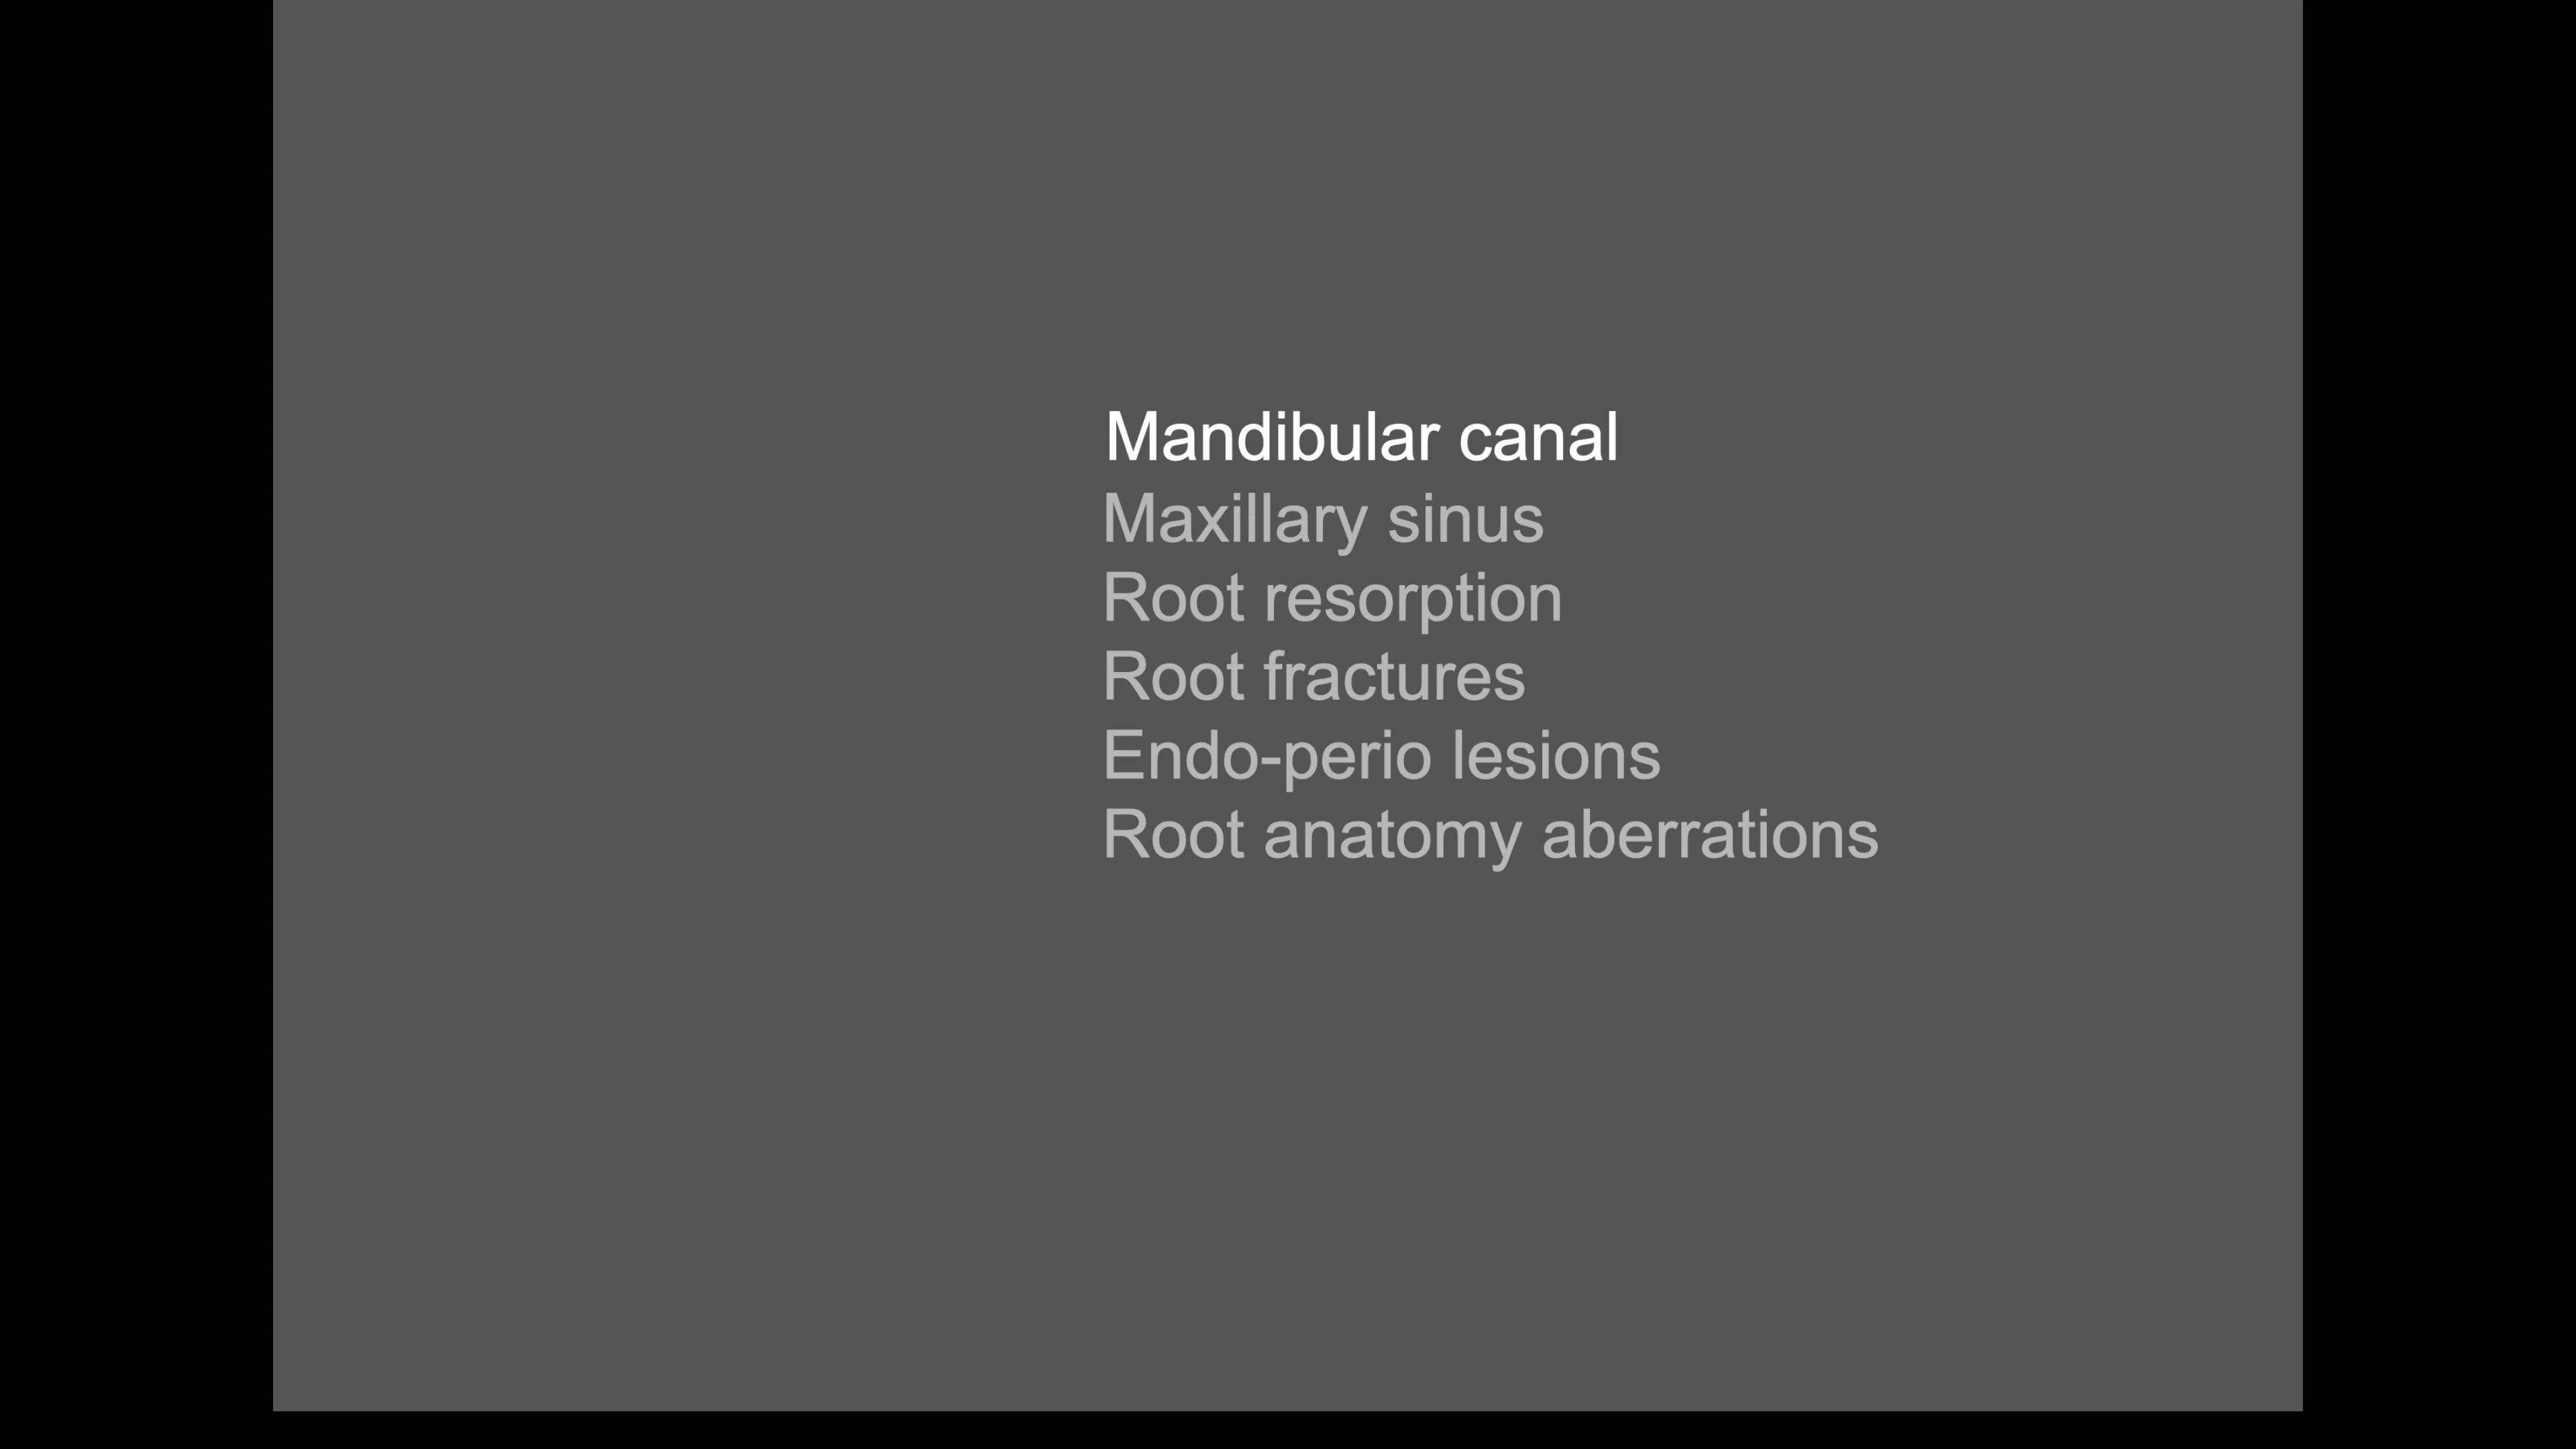 Mandibular canal
Maxillary sinus
Root resorption
Root fractures
Endo-perio lesions
Root anatomy aberrations